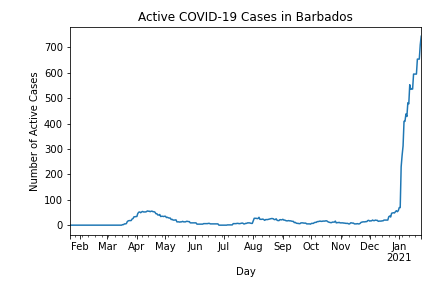 Active COVID-19 Cases in Barbados
Number of Active Cases
700
600
500
400
300
200
100
0
Feb Mar Apr May Jun Jul Aug Sep Oct Nov Dec Jan
2021
Day